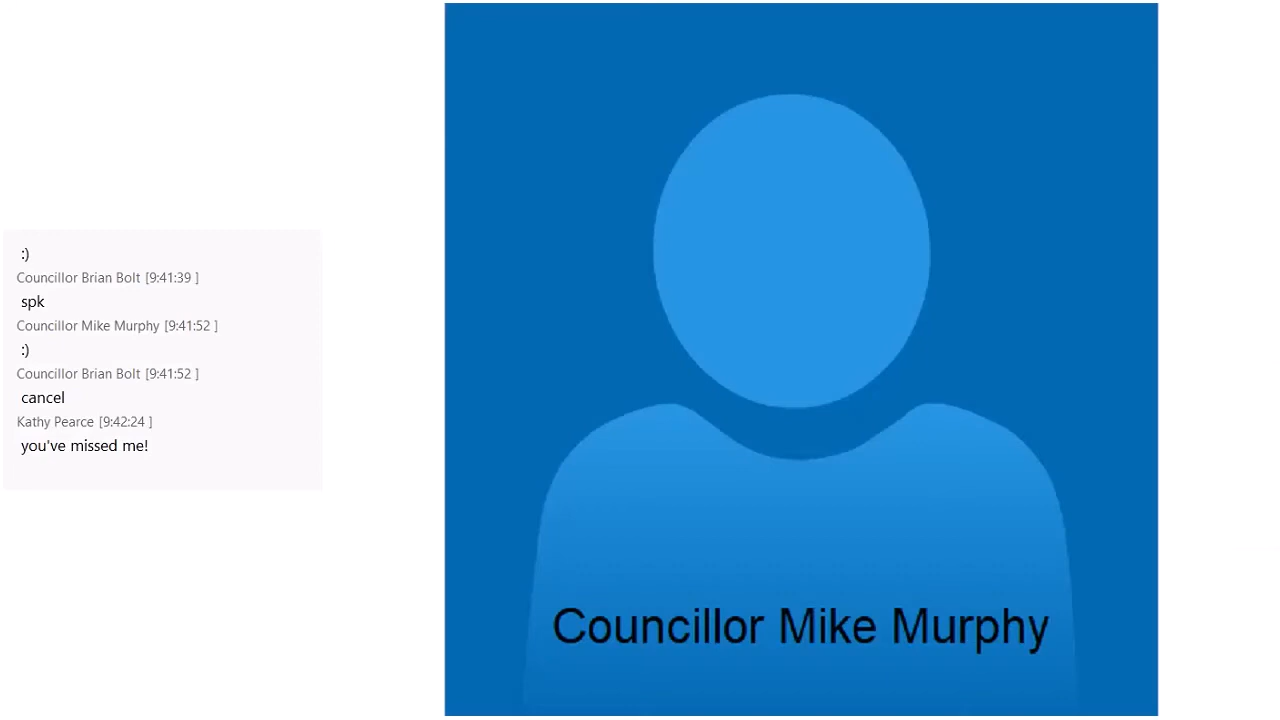 :)
Councillor Brian Bolt [9:41:39 ]
spk
Councillor Mike Murphy [9:41:52 ]
:)
Councillor Brian Bolt [9:41:52 ]
cancel
Kathy Pearce [9:42:24 ]
you've missed me!
Councillor Mike Murphy